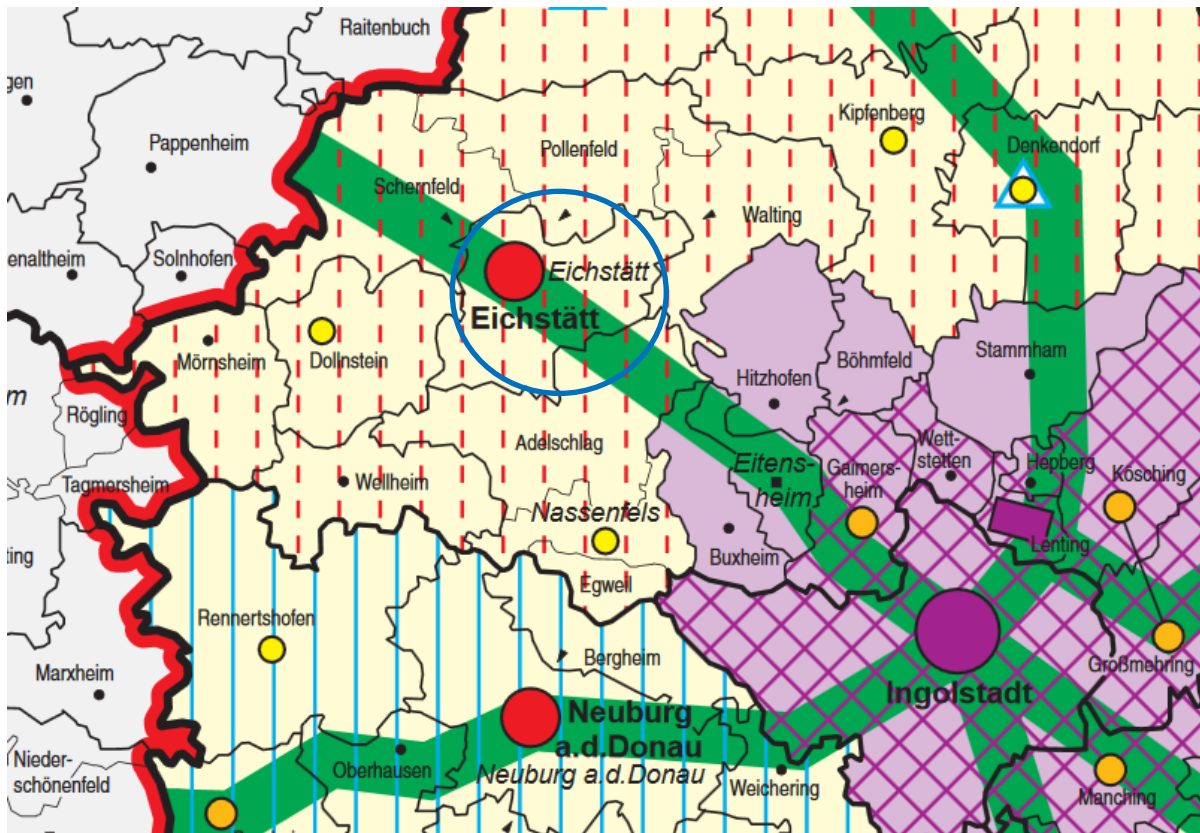 Raitenbuch
gen
Pappenheim
Kipfenberg
Denkendorf
Pollenfeld
Schernfeld
Walting
enaltheim
Solnhofen
Eichstätt
Eichstätt
Mörnsheim
Dollnstein
Böhmfeld
Stammham
Hitzhofen
m
Rögling
Adelschlag
Wett-
stetten
Eitens-
heim
Gaimers-
heim
Hepberg
Kösching
Tagmersheim
Wellheim
Nassenfels
ting
Buxheim
Lenting
Egweil
Rennertshofen
Bergheim
Marxheim
Großmehring
Ingolstadt
Neuburg
a.d.Donau
Neuburg a.d.Donau
Nieder-
schönenfeld
Oberhausen
Weichering
Manching